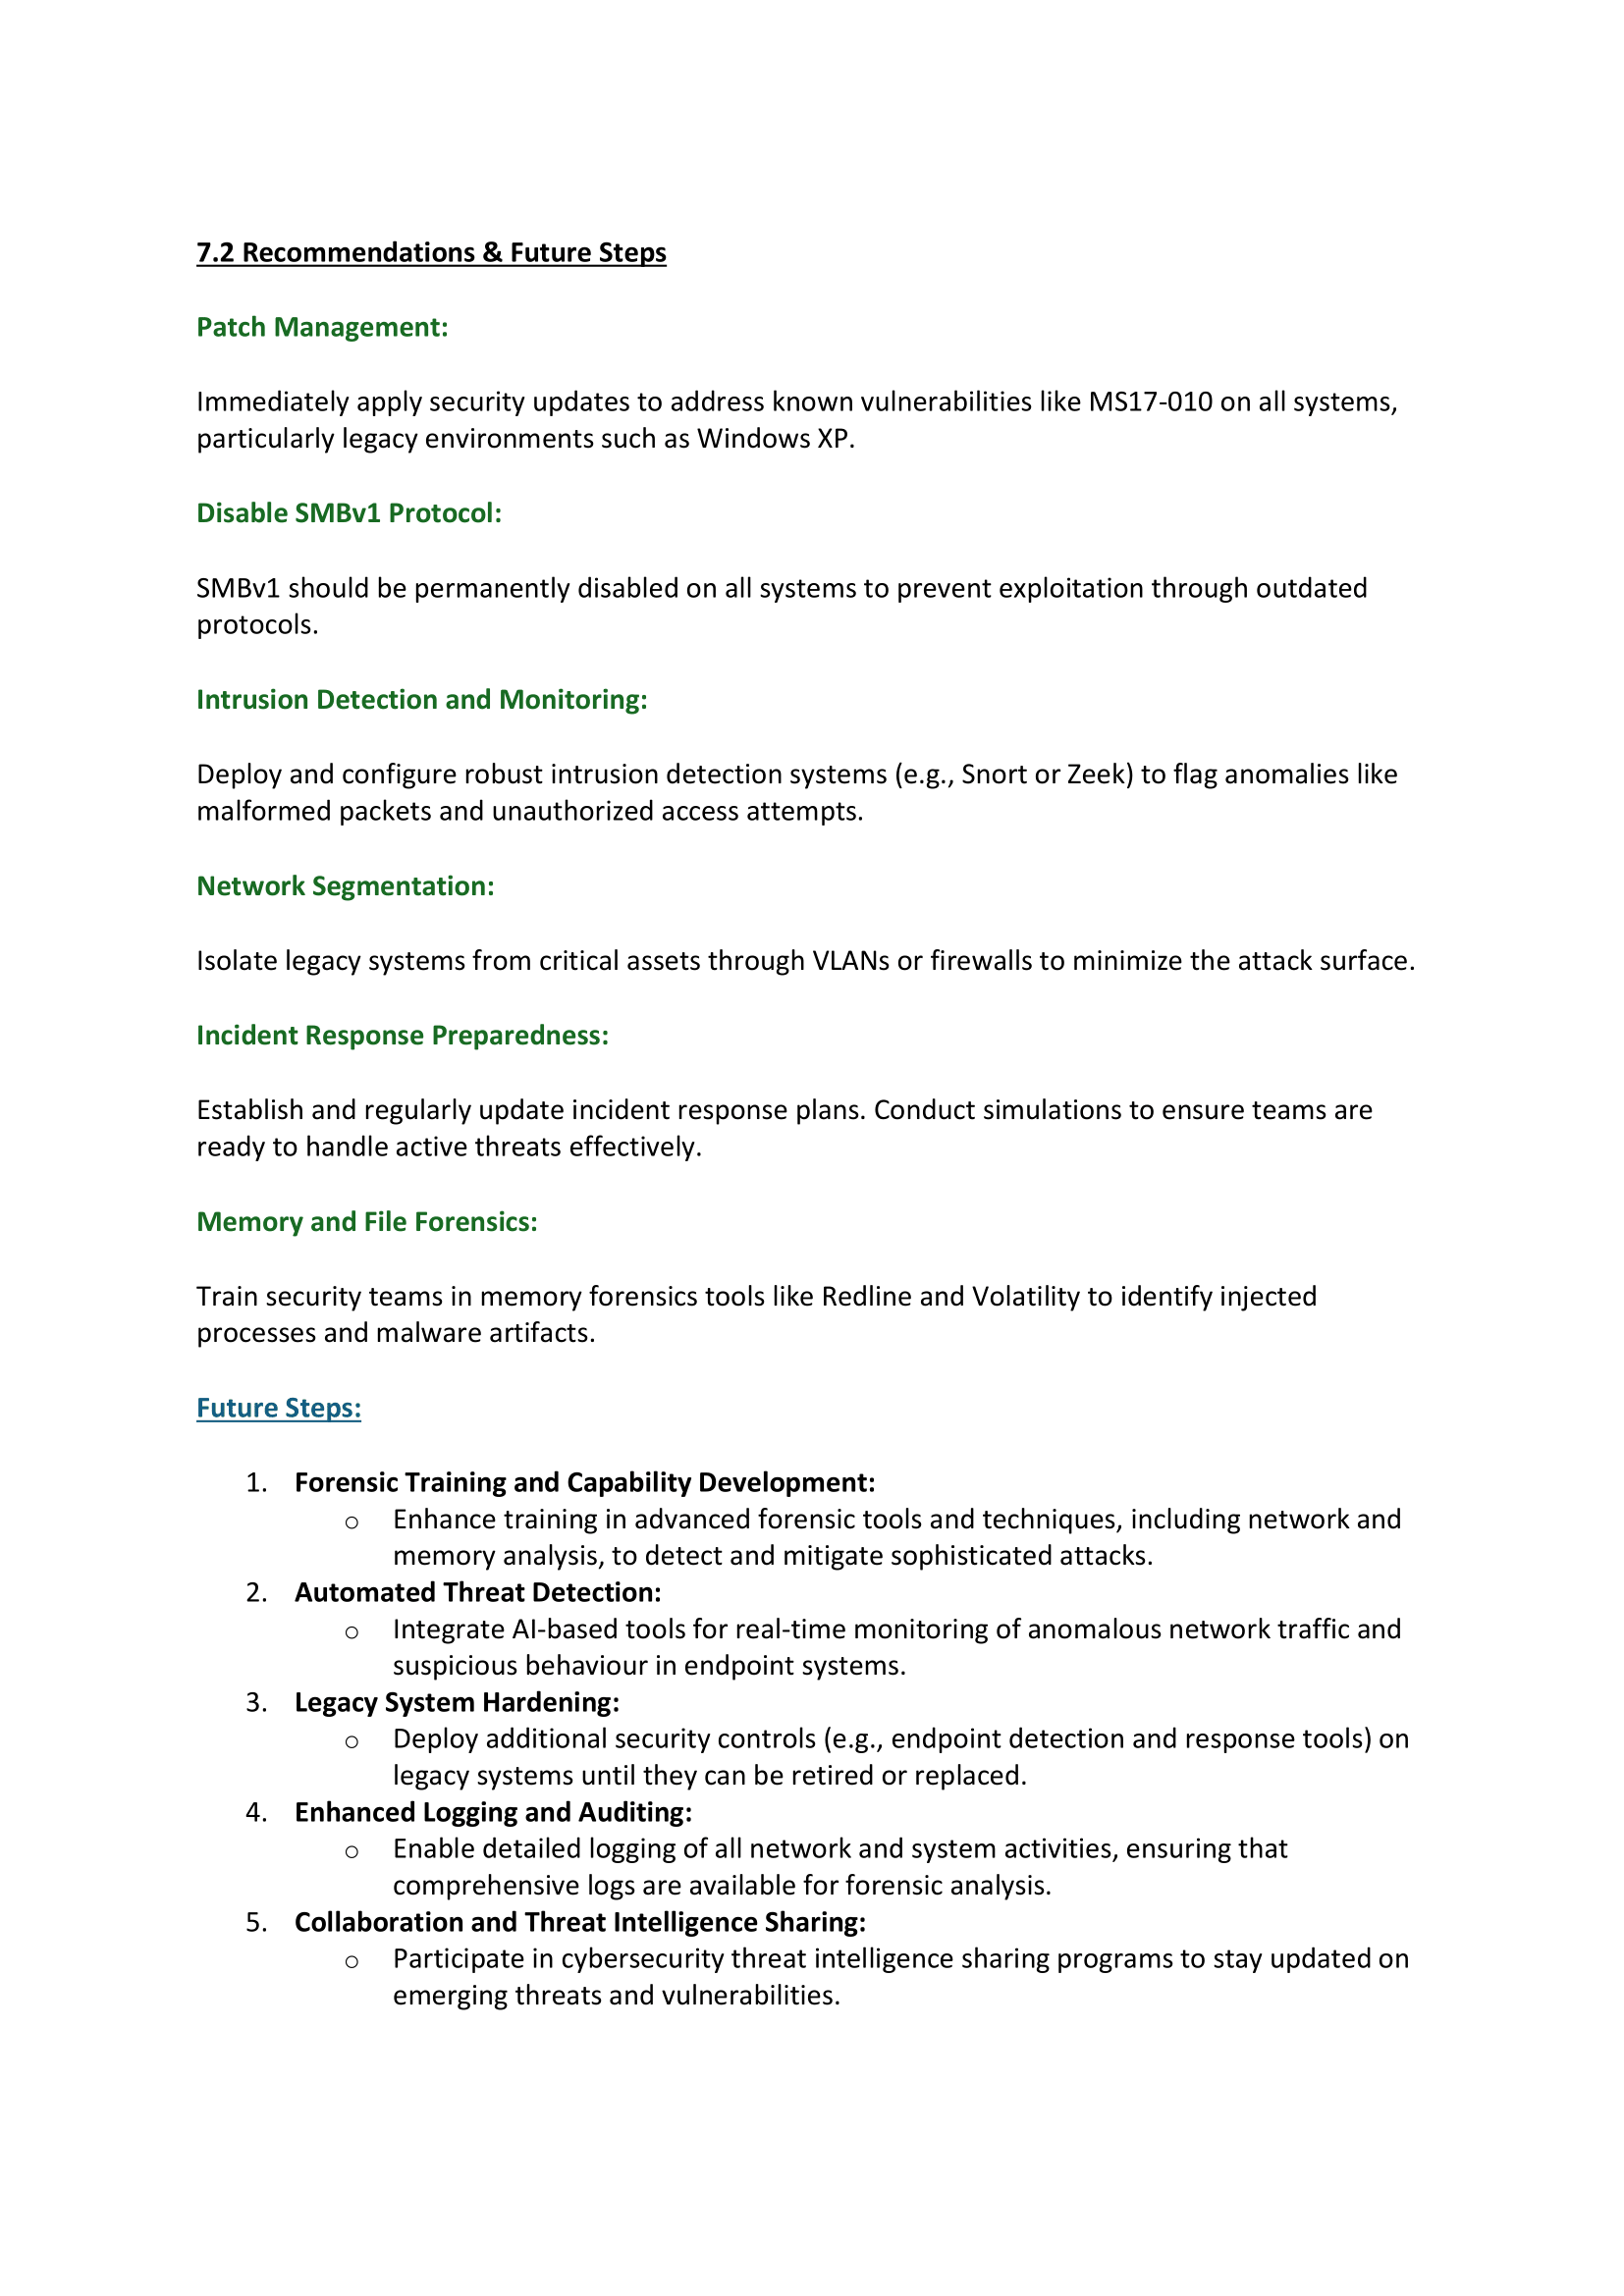 7.2 Recommendations & Future Steps
Patch Management:
Immediately apply security updates to address known vulnerabilities like MS17-010 on all systems,
particularly legacy environments such as Windows XP.
Disable SMBv1 Protocol:
SMBv1 should be permanently disabled on all systems to prevent exploitation through outdated
protocols.
Intrusion Detection and Monitoring:
Deploy and configure robust intrusion detection systems (e.g., Snort or Zeek) to flag anomalies like
malformed packets and unauthorized access attempts.
Network Segmentation:
Isolate legacy systems from critical assets through VLANs or firewalls to minimize the attack surface.
Incident Response Preparedness:
Establish and regularly update incident response plans. Conduct simulations to ensure teams are
ready to handle active threats effectively.
Memory and File Forensics:
Train security teams in memory forensics tools like Redline and Volatility to identify injected
processes and malware artifacts.
Future Steps:
1. Forensic Training and Capability Development:
o Enhance training in advanced forensic tools and techniques, including network and
memory analysis, to detect and mitigate sophisticated attacks.
2. Automated Threat Detection:
o Integrate AI-based tools for real-time monitoring of anomalous network traffic and
suspicious behaviour in endpoint systems.
3. Legacy System Hardening:
o Deploy additional security controls (e.g., endpoint detection and response tools) on
legacy systems until they can be retired or replaced.
4. Enhanced Logging and Auditing:
o Enable detailed logging of all network and system activities, ensuring that
comprehensive logs are available for forensic analysis.
5. Collaboration and Threat Intelligence Sharing:
o Participate in cybersecurity threat intelligence sharing programs to stay updated on
emerging threats and vulnerabilities.